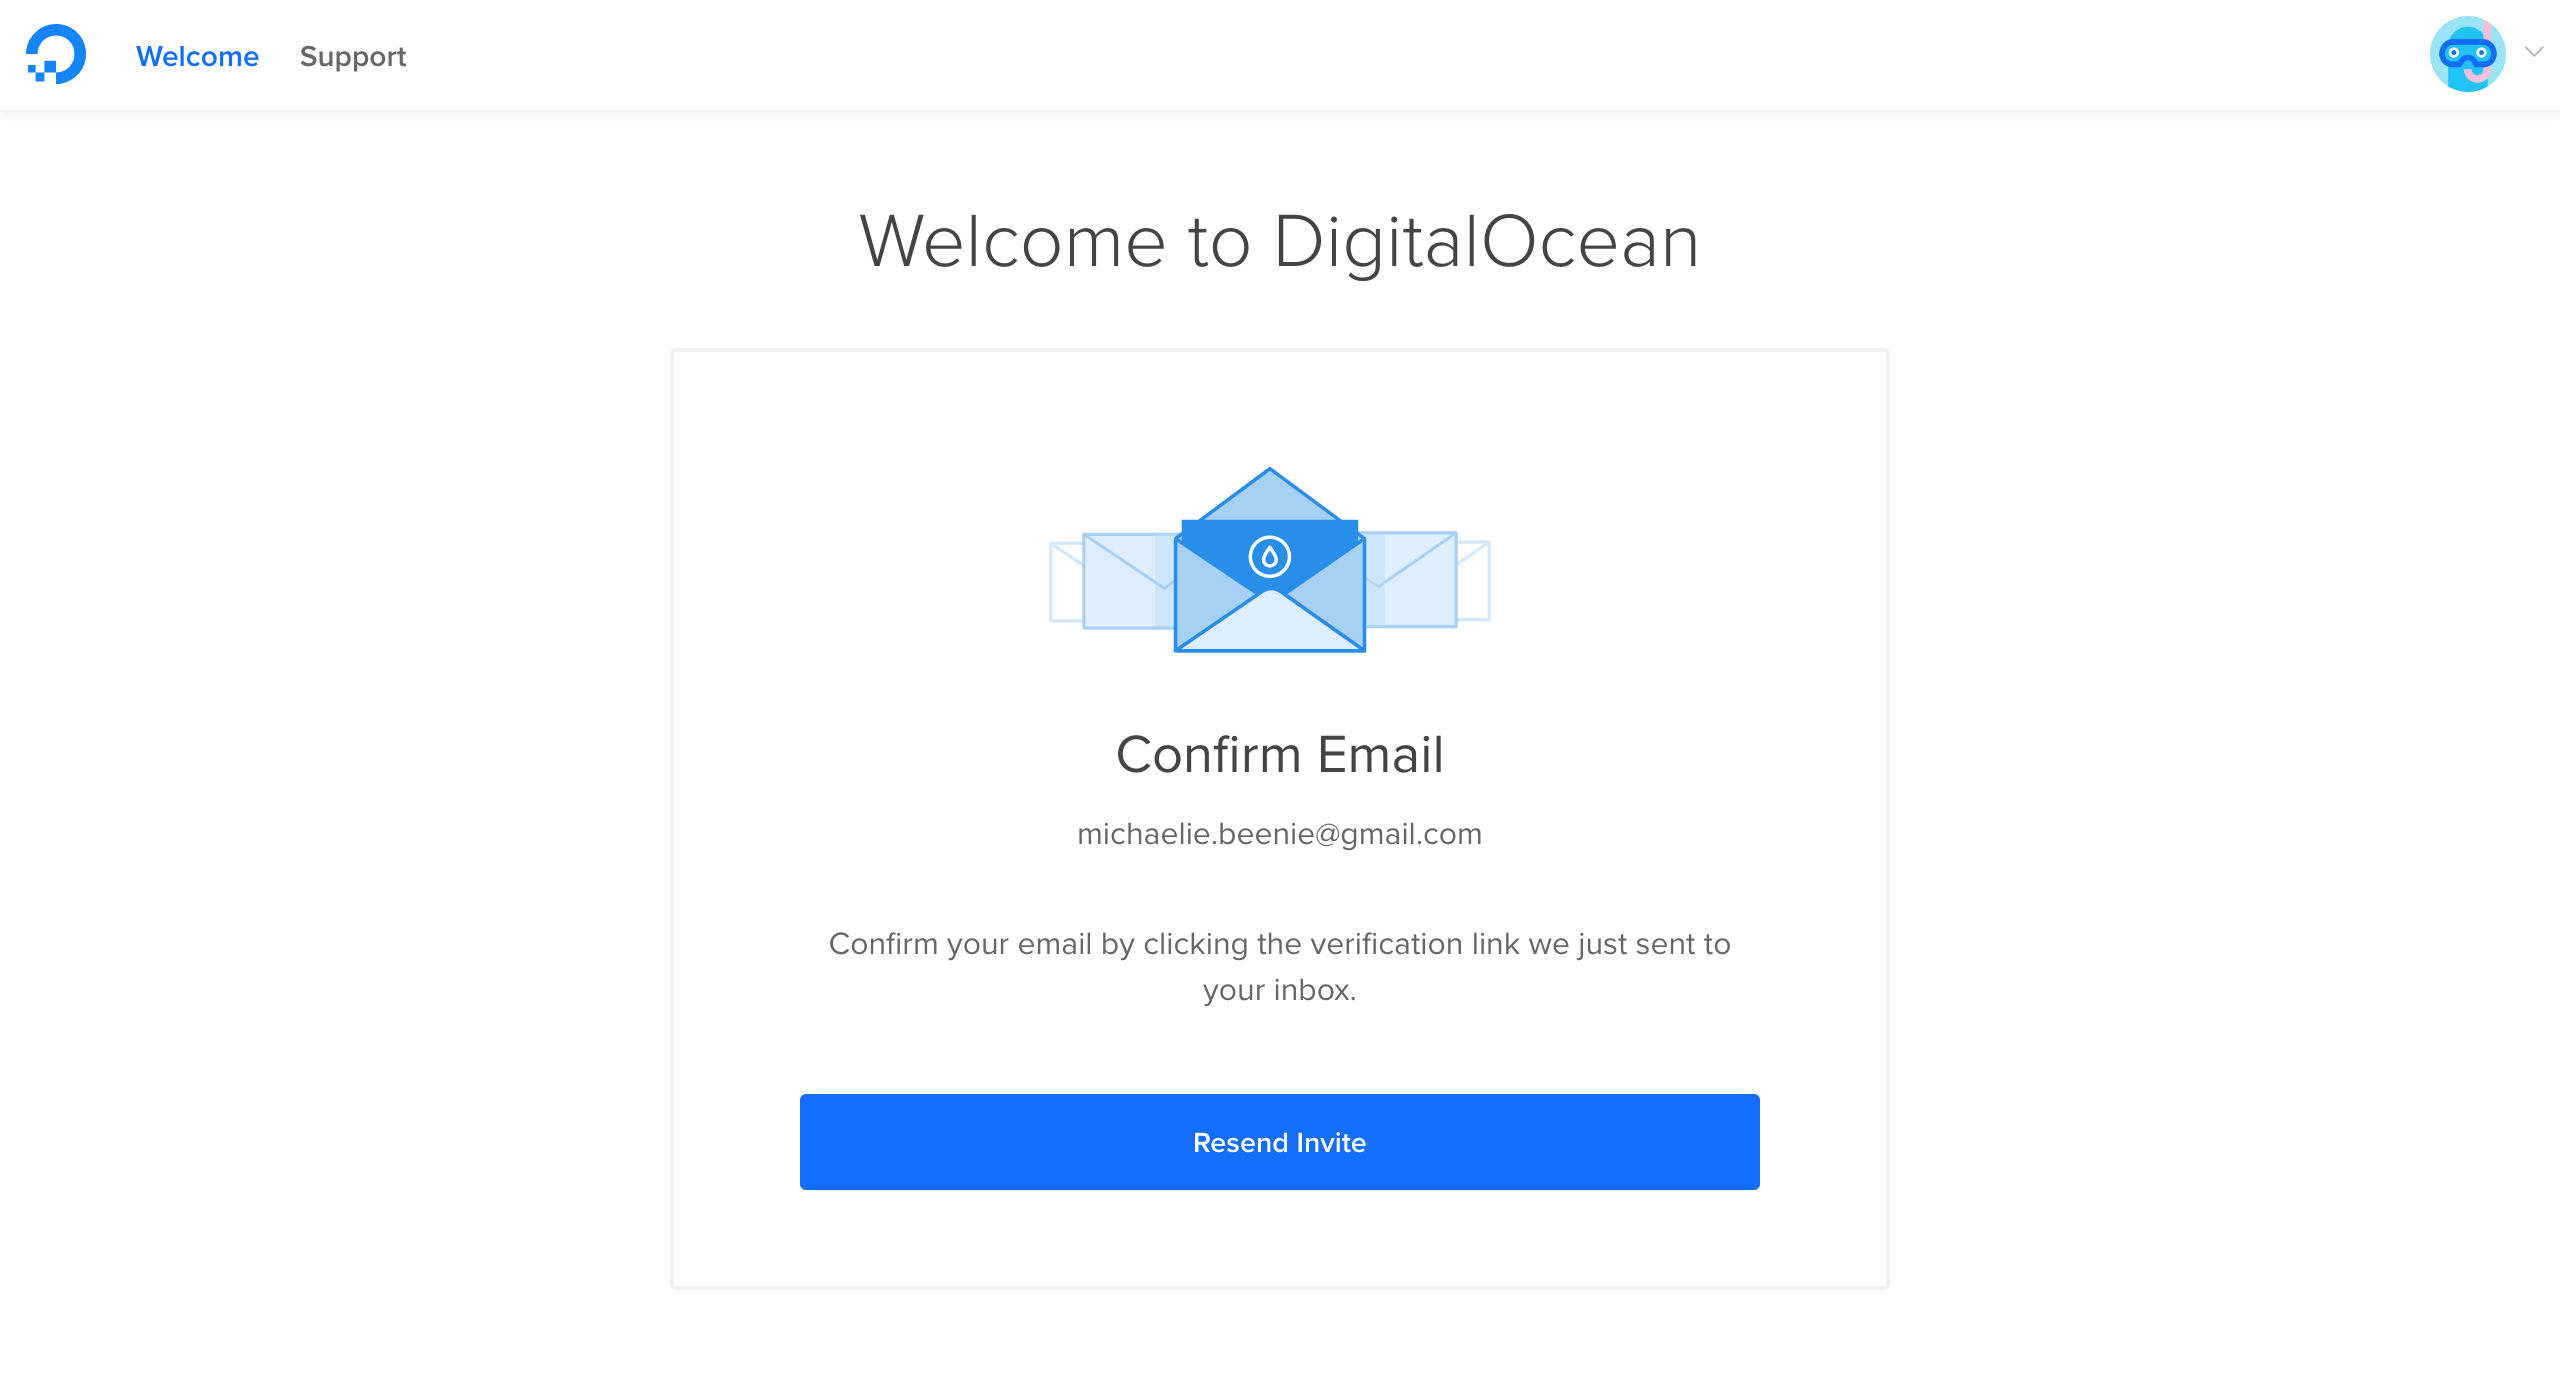 Welcome Support
Welcome to DigitalOcean
Confirm Email
michaelie.beenie@gmail.com
Confirm your email by clicking the verification link we just sent to
your inbox.
Resend Invite